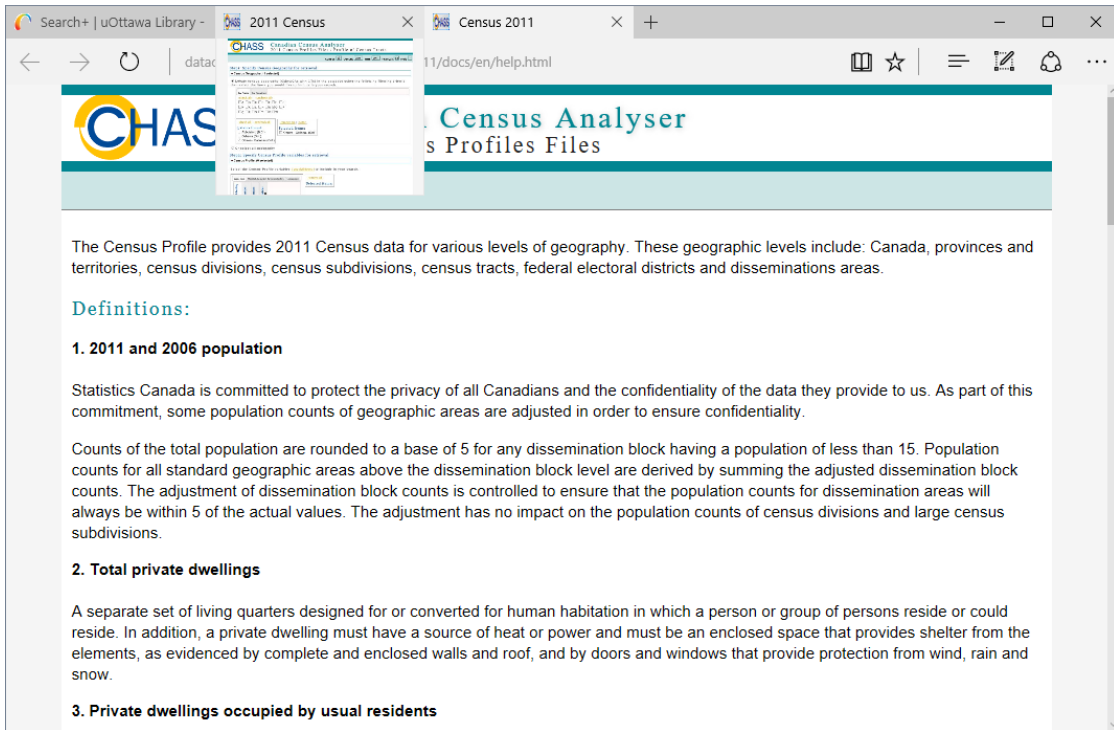 Search+ | uOttawa Library -
2011 Census
Census 2011
datac
11/docs/en/help.html
CHASS Canadian Census Analyser
2011 Census Profiles Files / Profile of Census Tracts
CHAS
Census Analyser
s Profiles Files
The Census Profile provides 2011 Census data for various levels of geography. These geographic levels include: Canada, provinces and
territories, census divisions, census subdivisions, census tracts, federal electoral districts and disseminations areas.
Definitions:
1. 2011 and 2006 population
Statistics Canada is committed to protect the privacy of all Canadians and the confidentiality of the data they provide to us. As part of this
commitment, some population counts of geographic areas are adjusted in order to ensure confidentiality.
Counts of the total population are rounded to a base of 5 for any dissemination block having a population of less than 15. Population
counts for all standard geographic areas above the dissemination block level are derived by summing the adjusted dissemination block
counts. The adjustment of dissemination block counts is controlled to ensure that the population counts for dissemination areas will
always be within 5 of the actual values. The adjustment has no impact on the population counts of census divisions and large census
subdivisions.
2. Total private dwellings
A separate set of living quarters designed for or converted for human habitation in which a person or group of persons reside or could
reside. In addition, a private dwelling must have a source of heat or power and must be an enclosed space that provides shelter from the
elements, as evidenced by complete and enclosed walls and roof, and by doors and windows that provide protection from wind, rain and
snow.
3. Private dwellings occupied by usual residents